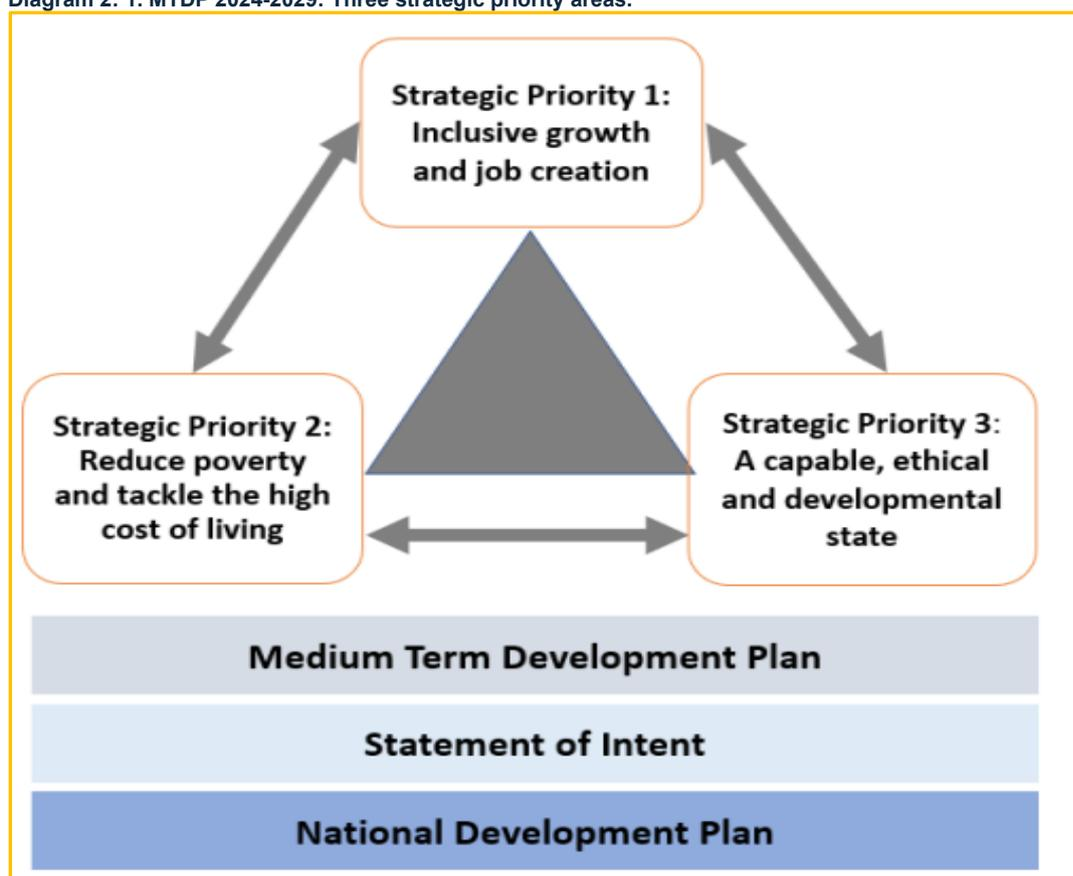 Diagram 2. 1: MTDP 2024-2029: Three strategic priority areas.
Strategic Priority 1:
Inclusive growth
and job creation
Strategic Priority 2:
Reduce poverty
and tackle the high
cost of living
Strategic Priority 3:
A capable, ethical
and developmental
state
Medium Term Development Plan
Statement of Intent
National Development Plan